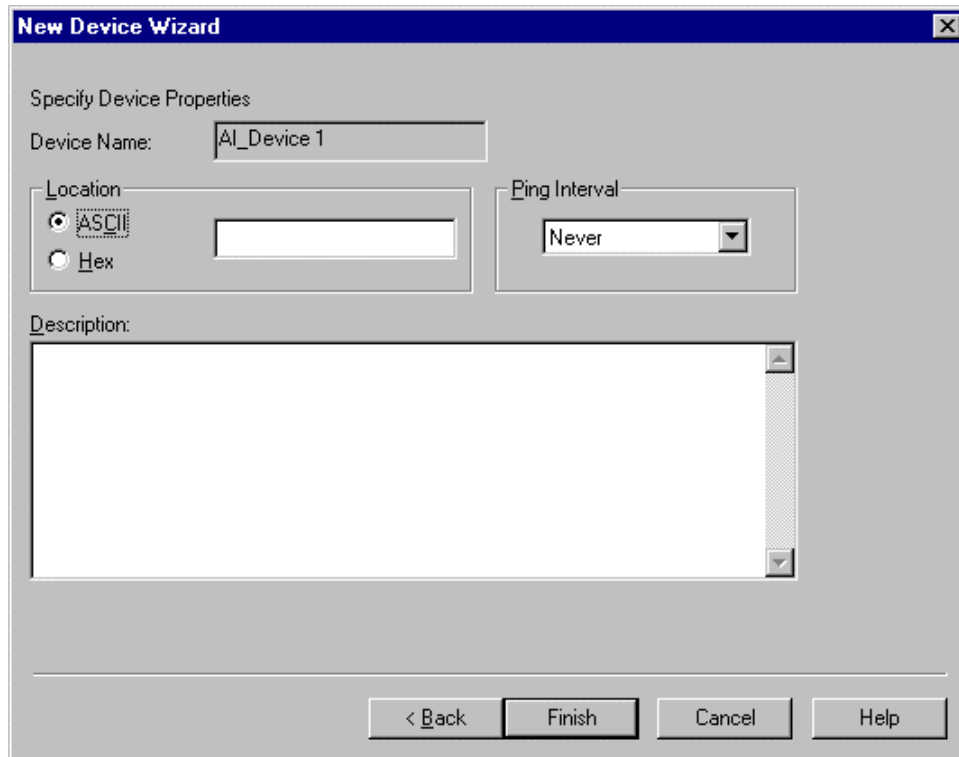 New Device Wizard
Specify Device Properties
Device Name: AI_Device 1
Location
ASCII
Hex
Ping Interval
Never
Description:
< Back Finish Cancel Help